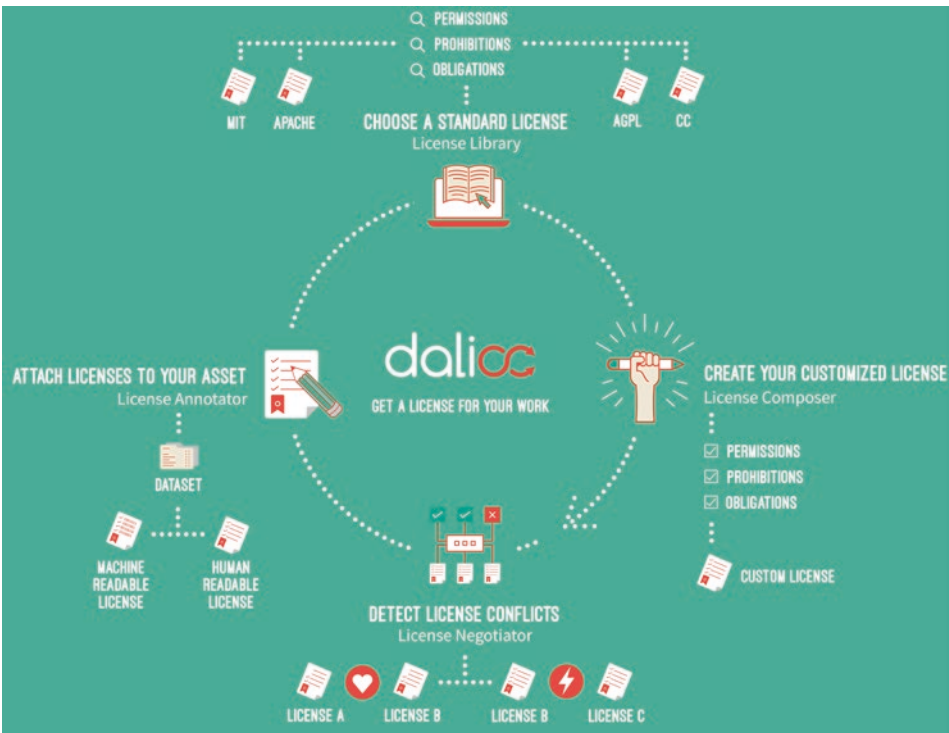 PERMISSIONS
PROHIBITIONS
OBLIGATIONS
MIT
APACHE
CHOOSE A STANDARD LICENSE
License Library
AGPL
CC
dalicc
GET A LICENSE FOR YOUR WORK
ATTACH LICENSES TO YOUR ASSET
License Annotator
DATASET
MACHINE
READABLE
LICENSE
HUMAN
READABLE
LICENSE
CREATE YOUR CUSTOMIZED LICENSE
License Composer
PERMISSIONS
PROHIBITIONS
OBLIGATIONS
CUSTOM LICENSE
DETECT LICENSE CONFLICTS
License Negotiator
LICENSE A
LICENSE B
LICENSE B
LICENSE C